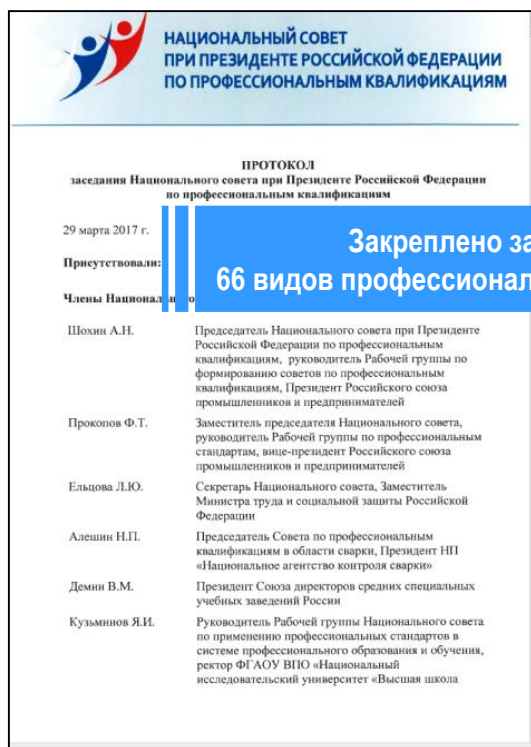 НАЦИОНАЛЬНЫЙ СОВЕТ
ПРИ ПРЕЗИДЕНТЕ РОССИЙСКОЙ ФЕДЕРАЦИИ
ПО ПРОФЕССИОНАЛЬНЫМ КВАЛИФИКАЦИЯМ
ПРОТОКОЛ
заседания Национального совета при Президенте Российской Федерации
по профессиональным квалификациям
29 марта 2017 г.
Закреплено за
Присутствовали:
66 видов профессионал
Члены Национального
Шохин А.Н.
Председатель Национального совета при Президенте
Российской Федерации по профессиональным
квалификациям, руководитель Рабочей группы по
формированию советов по профессиональным
квалификациям, Президент Российского союза
промышленников и предпринимателей
Прокопов Ф.Т.
Заместитель председателя Национального совета,
руководитель Рабочей группы по профессиональным
стандартам, вице-президент Российского союза
промышленников и предпринимателей
Ельцова Л.Ю.
Секретарь Национального совета, Заместитель
Министра труда и социальной защиты Российской
Федерации
Алешин Н.П.
Председатель Совета по профессиональным
квалификациям в области сварки, Президент НП
«Национальное агентство контроля сварки»
Демин В.М.
Президент Союза директоров средних специальных
учебных заведений России
Кузьминов Я.И.
Руководитель Рабочей группы Национального совета
по применению профессиональных стандартов в
системе профессионального образования и обучения,
ректор ФГАОУ ВПО «Национальный
исследовательский университет «Высшая школа